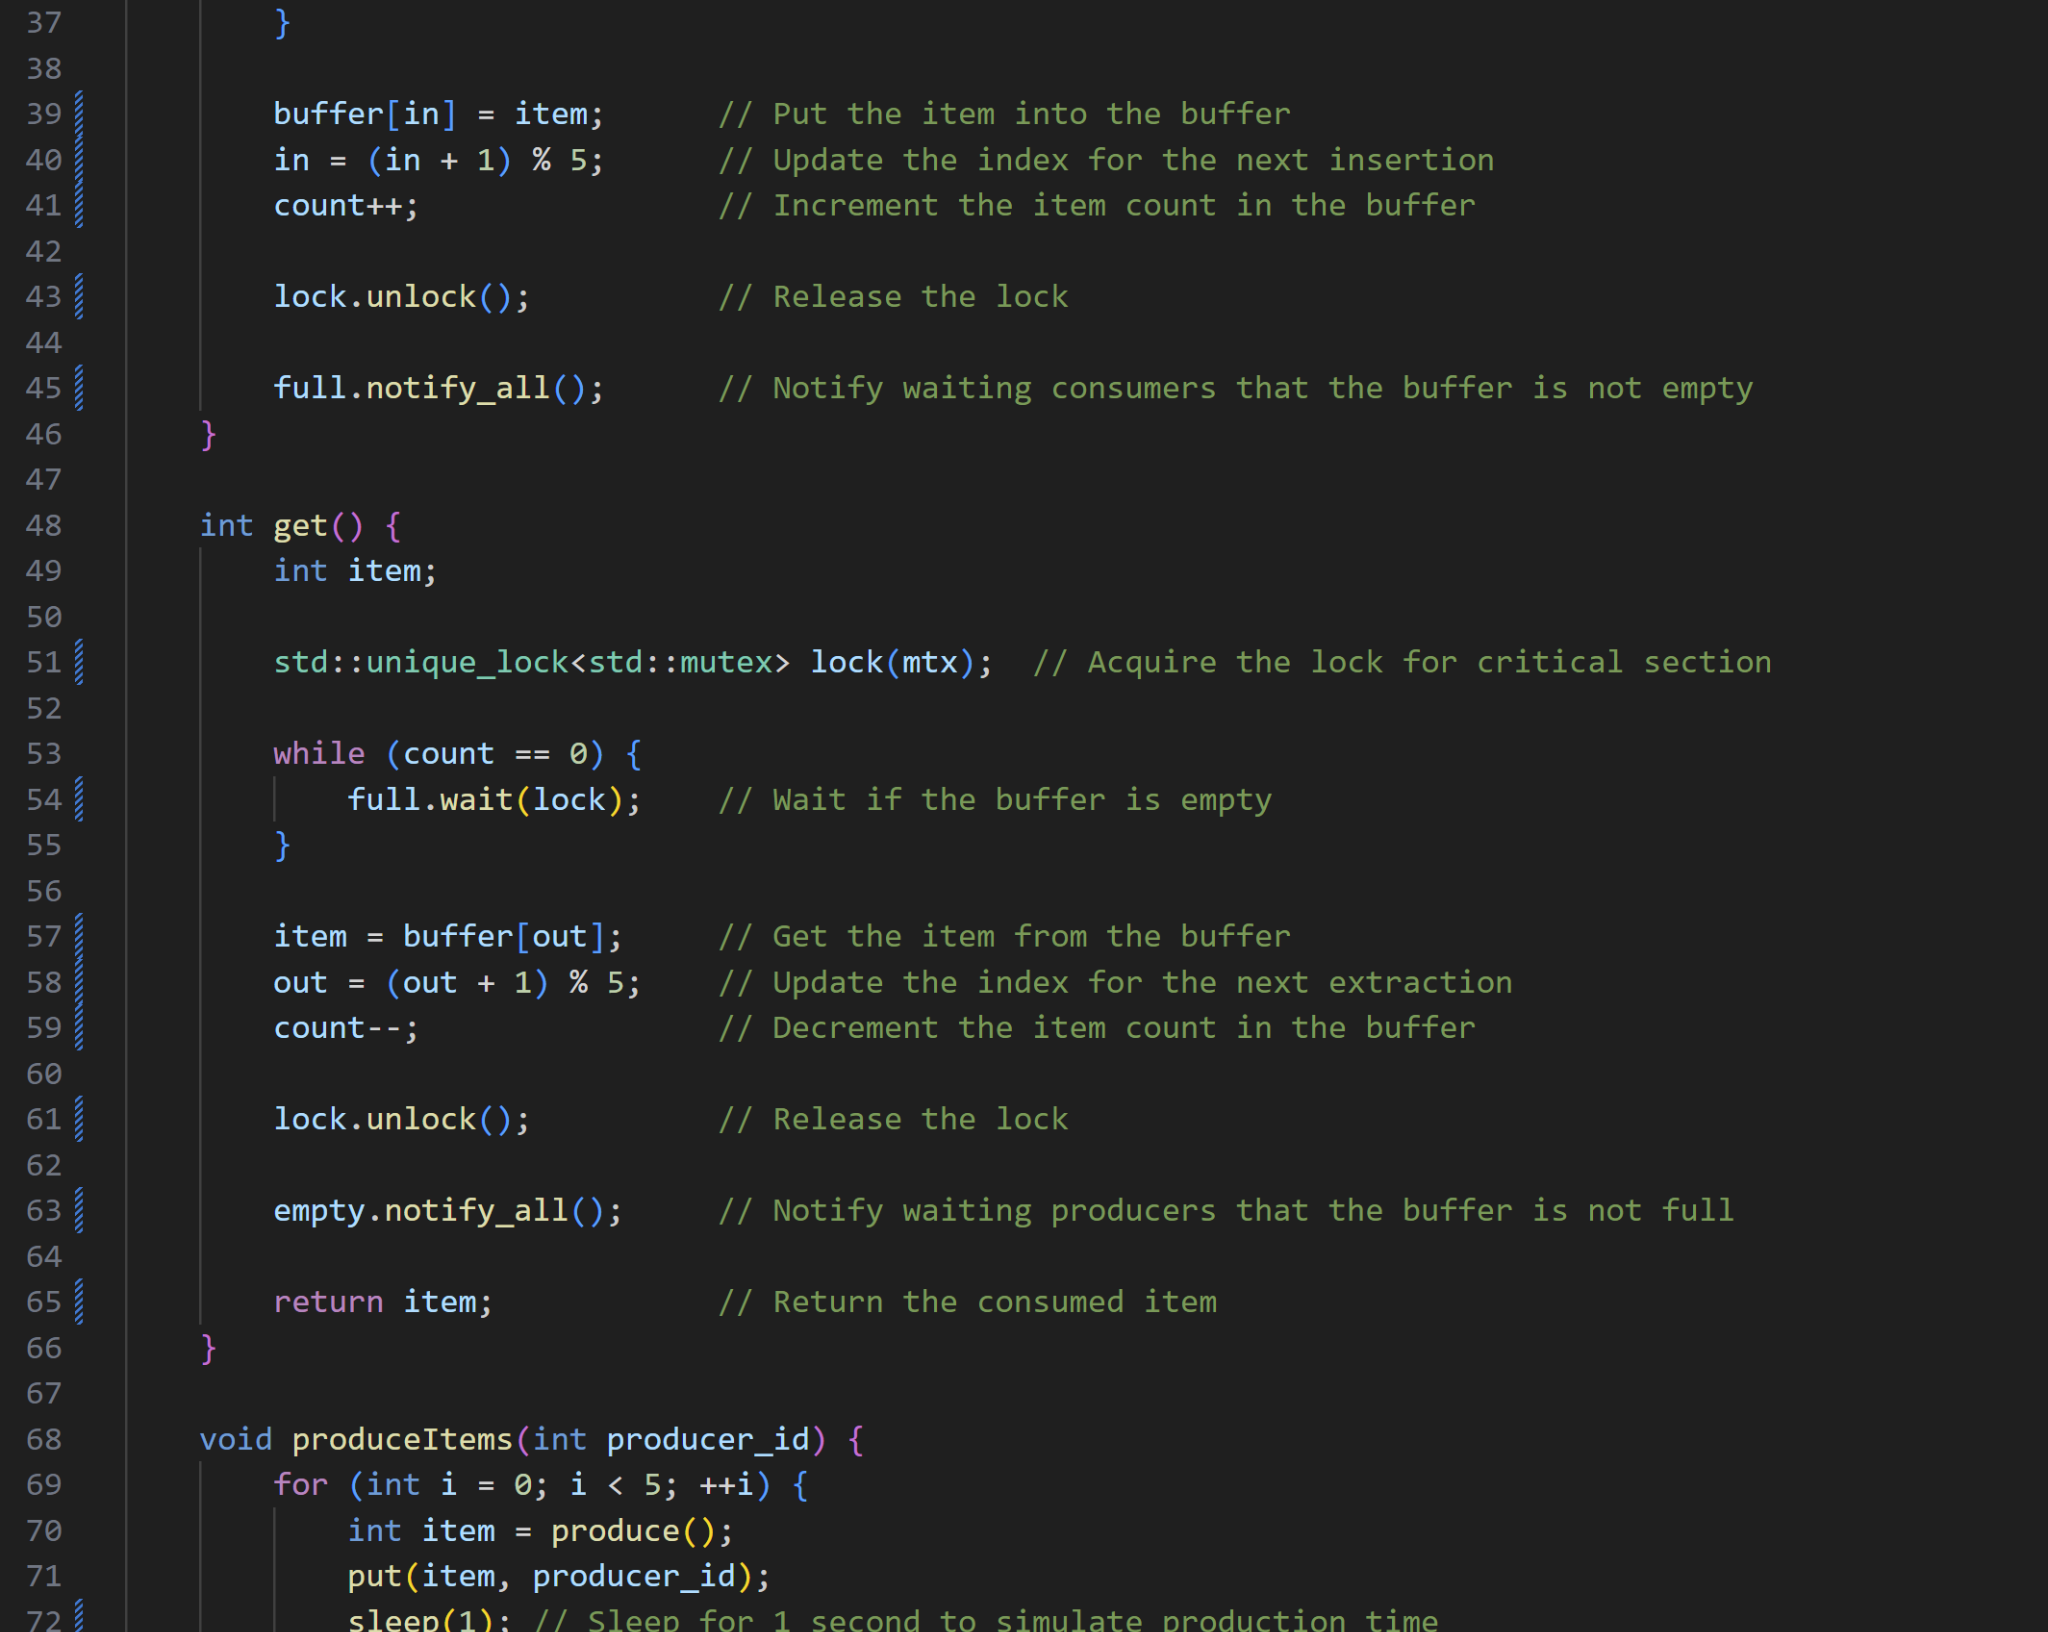 37 }
38
39 buffer[in] = item; // Put the item into the buffer
40 in = (in + 1) % 5; // Update the index for the next insertion
41 count++; // Increment the item count in the buffer
42
43 lock.unlock(); // Release the lock
44
45 full.notify_all(); // Notify waiting consumers that the buffer is not empty
46 }
47
48 int get() {
49 int item;
50
51 std::unique_lock<std::mutex> lock(mtx); // Acquire the lock for critical section
52
53 while (count == 0) {
54 full.wait(lock); // Wait if the buffer is empty
55 }
56
57 item = buffer[out]; // Get the item from the buffer
58 out = (out + 1) % 5; // Update the index for the next extraction
59 count--; // Decrement the item count in the buffer
60
61 lock.unlock(); // Release the lock
62
63 empty.notify_all(); // Notify waiting producers that the buffer is not full
64
65 return item; // Return the consumed item
66 }
67
68 void produceItems(int producer_id) {
69 for (int i = 0; i < 5; ++i) {
70 int item = produce();
71 put(item, producer_id);
72 sleep(1); // Sleep for 1 second to simulate production time